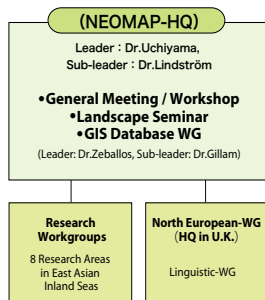 (NEOMAP-HQ)
Leader : Dr.Uchiyama,
Sub-leader : Dr.Lindström
•General Meeting / Workshop
•Landscape Seminar
•GIS Database WG
(Leader: Dr.Zeballos, Sub-leader: Dr.Gillam)
Research
Workgroups
8 Research Areas
in East Asian
Inland Seas
North European-WG
(HQ in U.K.)
Linguistic-WG